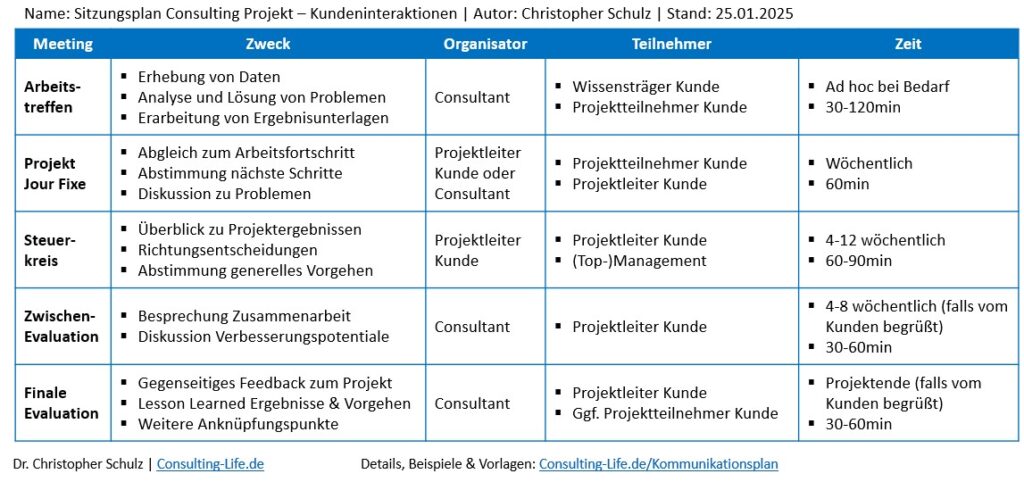 Name: Sitzungsplan Consulting Projekt – Kundeninteraktionen | Autor: Christopher Schulz | Stand: 25.01.2025
Meeting
Zweck
Organisator
Teilnehmer
Zeit
Arbeits-
treffen
▪ Erhebung von Daten
▪ Analyse und Lösung von Problemen
▪ Erarbeitung von Ergebnisunterlagen
Consultant
▪ Wissensträger Kunde
▪ Projektteilnehmer Kunde
▪ Ad hoc bei Bedarf
▪ 30-120min
Projekt
Jour Fixe
▪ Abgleich zum Arbeitsfortschritt
▪ Abstimmung nächste Schritte
▪ Diskussion zu Problemen
Projektleiter
Kunde oder
Consultant
▪ Projektteilnehmer Kunde
▪ Projektleiter Kunde
▪ Wöchentlich
▪ 60min
Steuer-
kreis
▪ Überblick zu Projektergebnissen
▪ Richtungsentscheidungen
▪ Abstimmung generelles Vorgehen
Projektleiter
Kunde
▪ Projektleiter Kunde
▪ (Top-)Management
▪ 4-12 wöchentlich
▪ 60-90min
Zwischen-
Evaluation
▪ Besprechung Zusammenarbeit
▪ Diskussion Verbesserungspotentiale
Consultant
▪ Projektleiter Kunde
▪ 4-8 wöchentlich (falls vom
Kunden begrüßt)
▪ 30-60min
Finale
Evaluation
▪ Gegenseitiges Feedback zum Projekt
▪ Lesson Learned Ergebnisse & Vorgehen
▪ Weitere Anknüpfungspunkte
Consultant
▪ Projektleiter Kunde
▪ Ggf. Projektteilnehmer Kunde
▪ Projektende (falls vom
Kunden begrüßt)
▪ 30-60min
Dr. Christopher Schulz | Consulting-Life.de
Details, Beispiele & Vorlagen: Consulting-Life.de/Kommunikationsplan